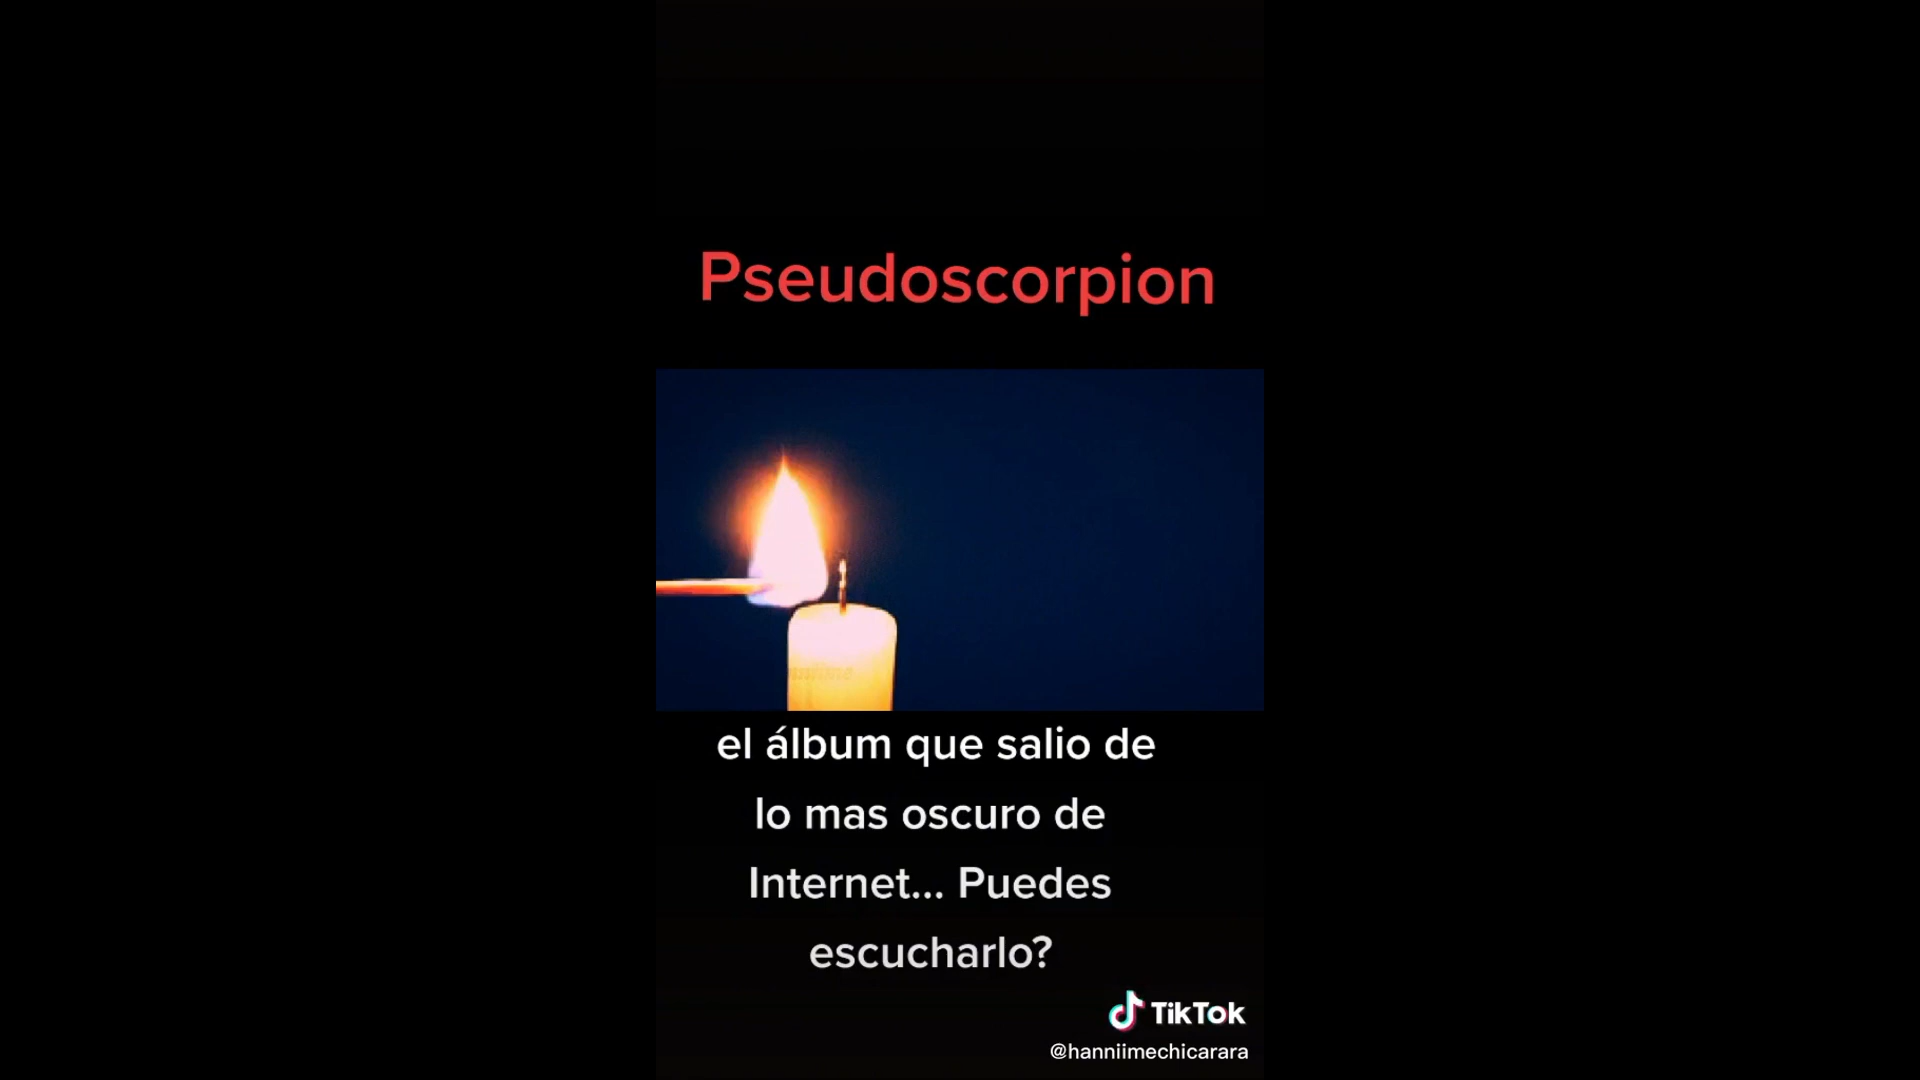 Pseudoscorpion
el álbum que salio de
lo mas oscuro de
Internet... Puedes
escucharlo?
TikTok
@hanniimechicarara